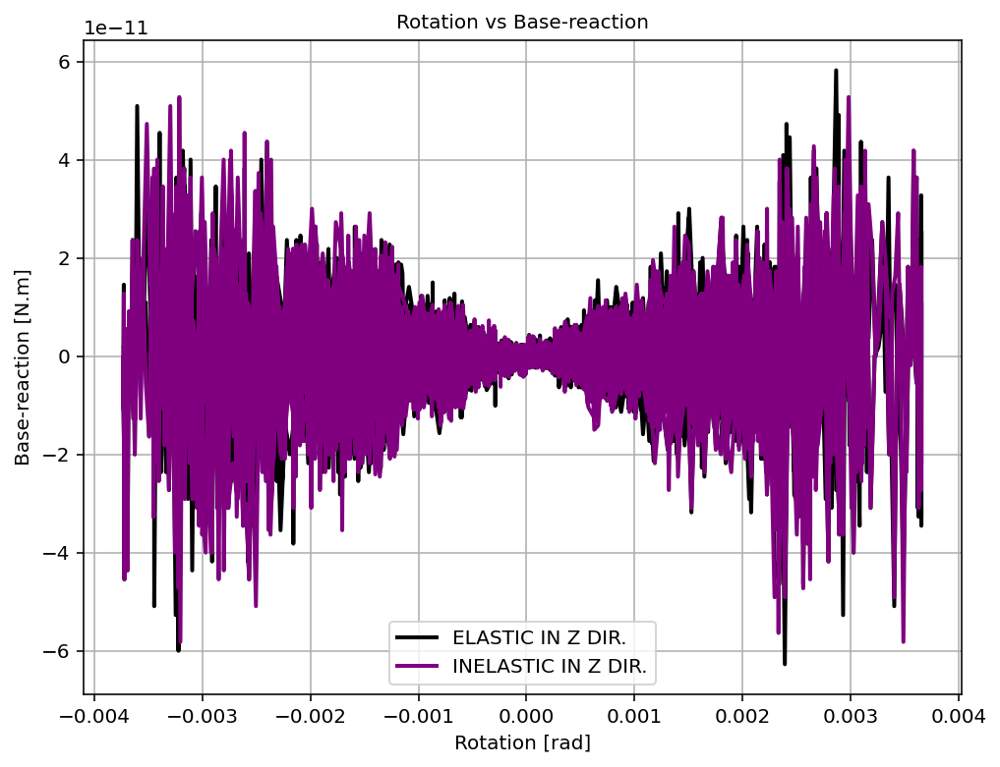 Rotation vs Base-reaction
1e−11
6
4
2
0
−2
−4
−6
Base-reaction [N.m]
ELASTIC IN Z DIR.
INELASTIC IN Z DIR.
−0.004 −0.003 −0.002 −0.001 0.000 0.001 0.002 0.003 0.004
Rotation [rad]